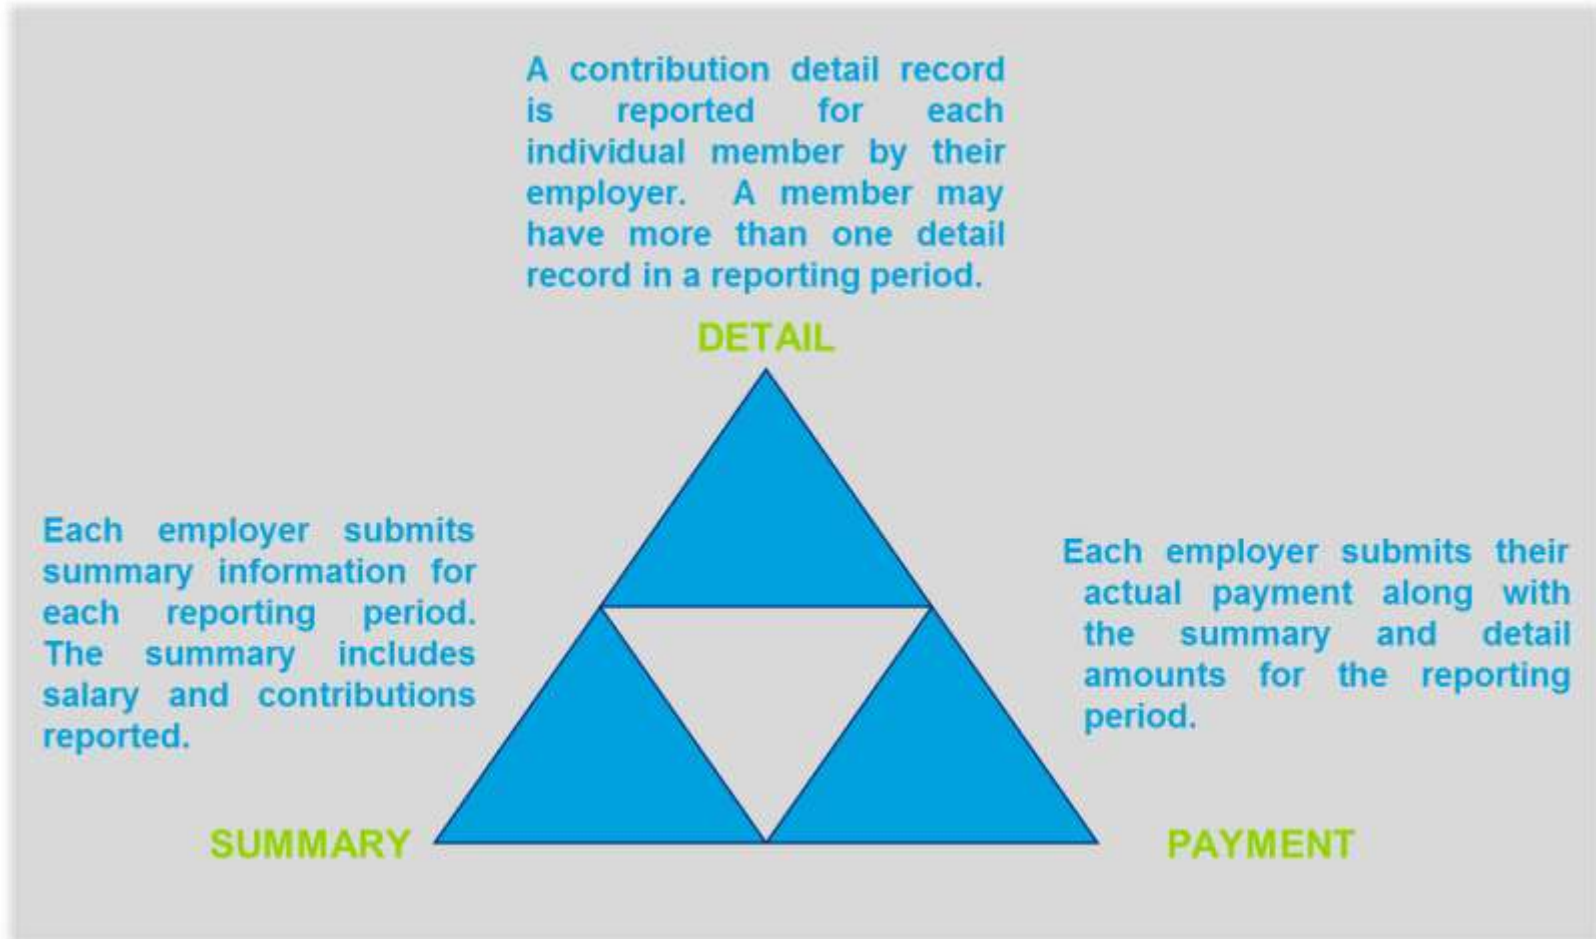 A contribution detail record
is reported for each
individual member by their
employer. A member may
have more than one detail
record in a reporting period.
DETAIL
Each employer submits
summary information for
each reporting period.
The summary includes
salary and contributions
reported.
Each employer submits their
actual payment along with
the summary and detail
amounts for the reporting
period.
SUMMARY
PAYMENT